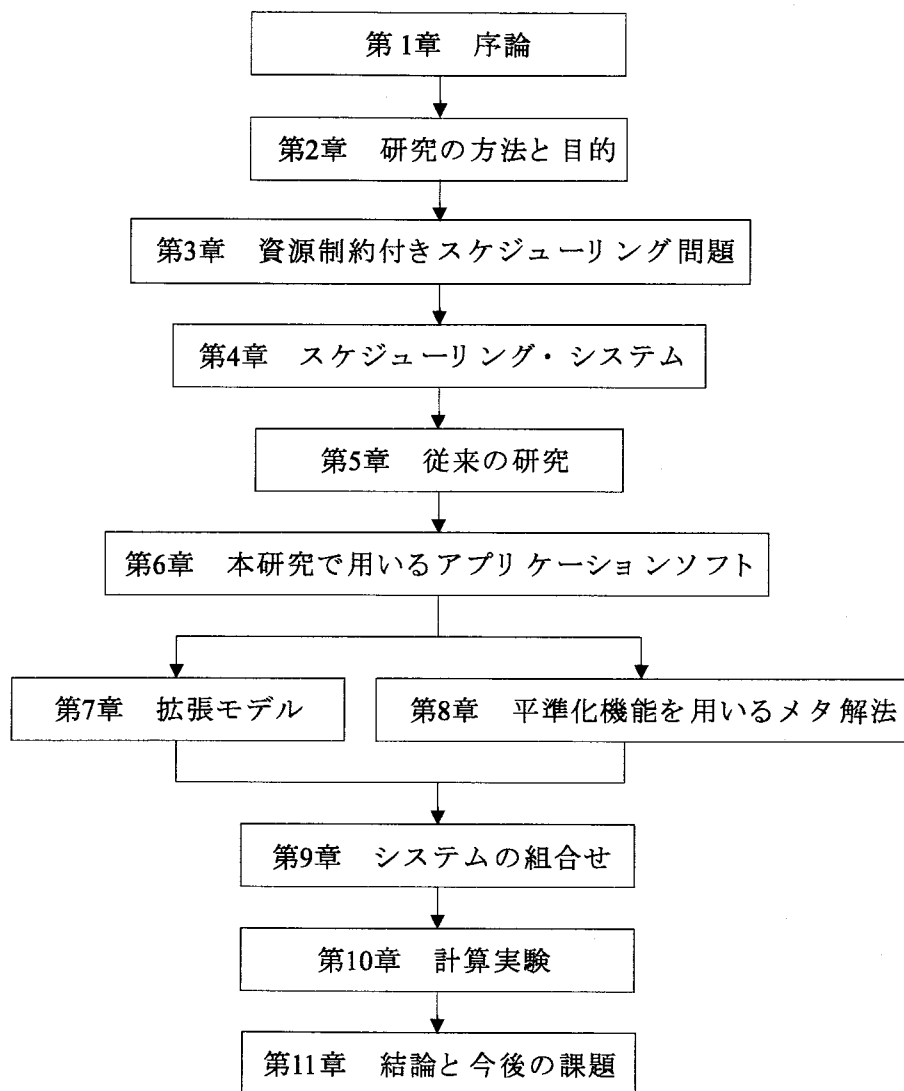 第1章 序論
第2章 研究の方法と目的
第3章 資源制約付きスケジューリング問題
第4章 スケジューリング・システム
第5章 従来の研究
第6章 本研究で用いるアプリケーションソフト
第7章 拡張モデル
第8章 平準化機能を用いるメタ解法
第9章 システムの組合せ
第10章 計算実験
第11章 結論と今後の課題